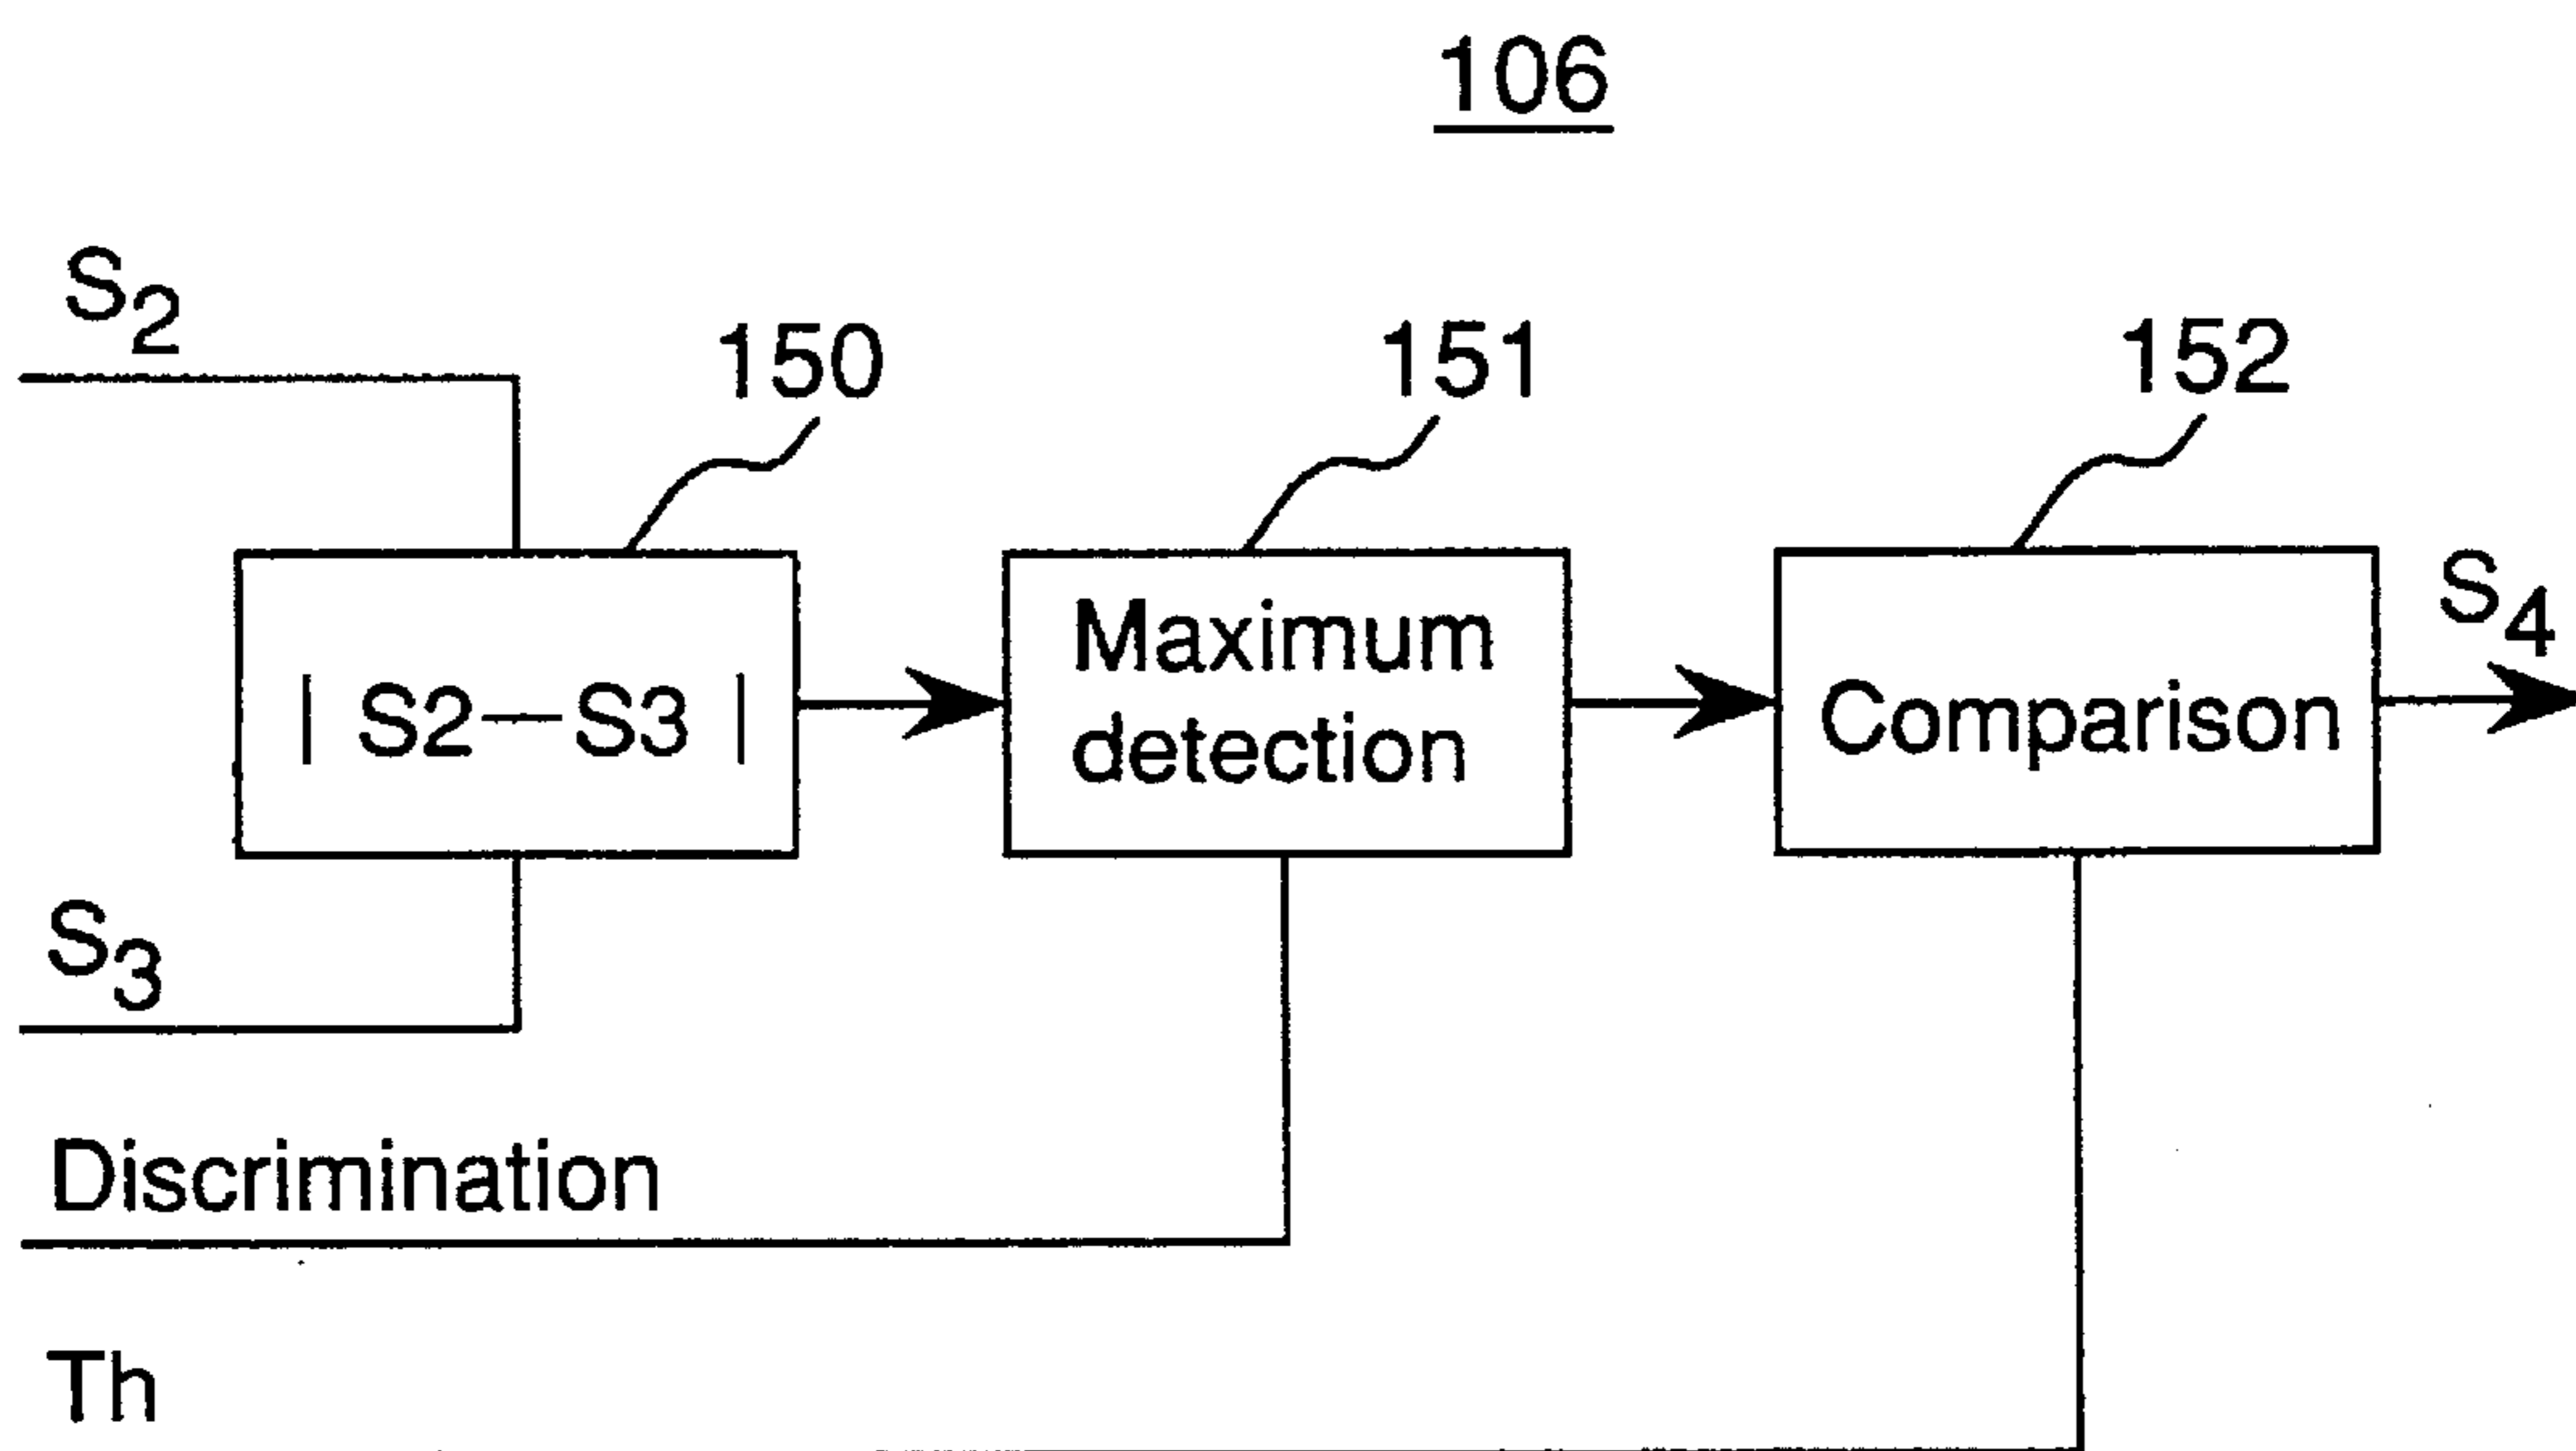 106
S2
150
151
152
| S2—S3 |
Maximum
detection
Comparison
S4
S3
Discrimination
Th